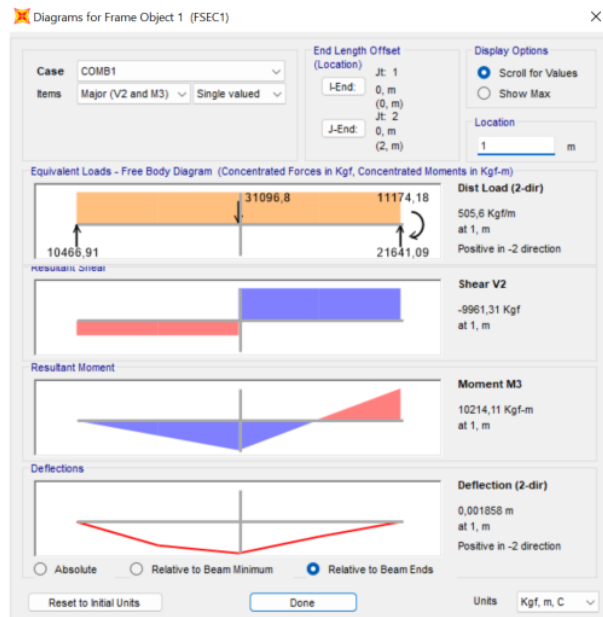 Diagrams for Frame Object 1 (FSEC1)
Case COMB1
Items Major (V2 and M3) Single valued
End Length Offset
(Location)
I-End: Jt: 1
0, m
(0, m)
J-End: Jt: 2
0, m
(2, m)
Display Options
Scroll for Values
Show Max
Location
1 m
Equivalent Loads - Free Body Diagram (Concentrated Forces in Kgf, Concentrated Moments in Kgf-m)
31096,8 11174,18
10466,91 21641,09
Dist Load (2-dir)
505,6 Kgf/m
at 1, m
Positive in -2 direction
Resultant Shear
Shear V2
-9961,31 Kgf
at 1, m
Resultant Moment
Moment M3
10214,11 Kgf-m
at 1, m
Deflections
Deflection (2-dir)
0,001858 m
at 1, m
Positive in -2 direction
Absolute Relative to Beam Minimum Relative to Beam Ends
Reset to Initial Units Done Units Kgf, m, C